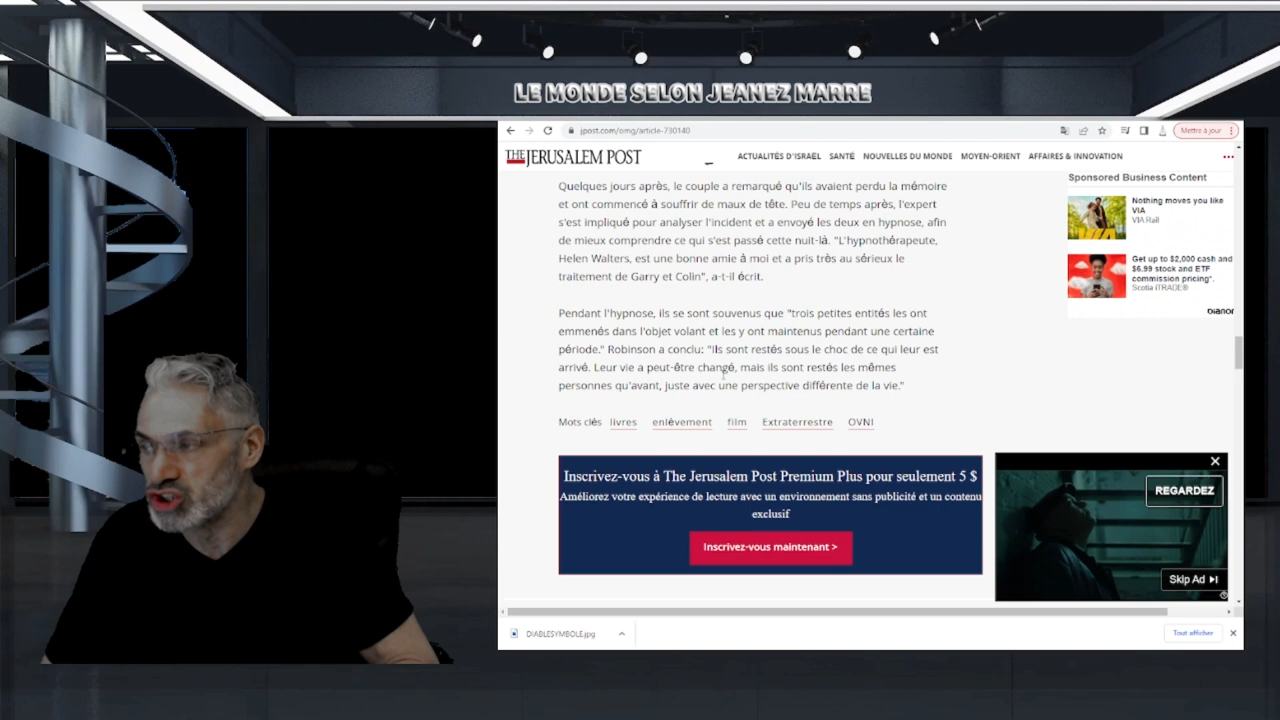 LE MONDE SELON JEANEZ MARRE
jpost.com/omg/article-730140
Mettre à jour
THE JERUSALEM POST
ACTUALITÉS D'ISRAËL SANTÉ NOUVELLES DU MONDE MOYEN-ORIENT AFFAIRES & INNOVATION
Quelques jours après, le couple a remarqué qu'ils avaient perdu la mémoire
et ont commencé à souffrir de maux de tête. Peu de temps après, l'expert
s'est impliqué pour analyser l'incident et a envoyé les deux en hypnose, afin
de mieux comprendre ce qui s'est passé cette nuit-là. "L'hypnothérapeute,
Helen Walters, est une bonne amie à moi et a pris très au sérieux le
traitement de Garry et Colin", a-t-il écrit.
Pendant l'hypnose, ils se sont souvenus que "trois petites entités les ont
emmenés dans l'objet volant et les y ont maintenus pendant une certaine
période." Robinson a conclu: "Ils sont restés sous le choc de ce qui leur est
arrivé. Leur vie a peut-être changé, mais ils sont restés les mêmes
personnes qu'avant, juste avec une perspective différente de la vie."
Mots clés livres enlèvement film Extraterrestre OVNI
Inscrivez-vous à The Jerusalem Post Premium Plus pour seulement 5 $
Améliorez votre expérience de lecture avec un environnement sans publicité et un contenu
exclusif
Inscrivez-vous maintenant >
Sponsored Business Content
Nothing moves you like
VIA
VIA Rail
Get up to $2,000 cash and
$6.99 stock and ETF
commission pricing*.
Scotia iTRADE®
REGARDEZ
Skip Ad
DIABLESYMBOLE.jpg
Tout afficher